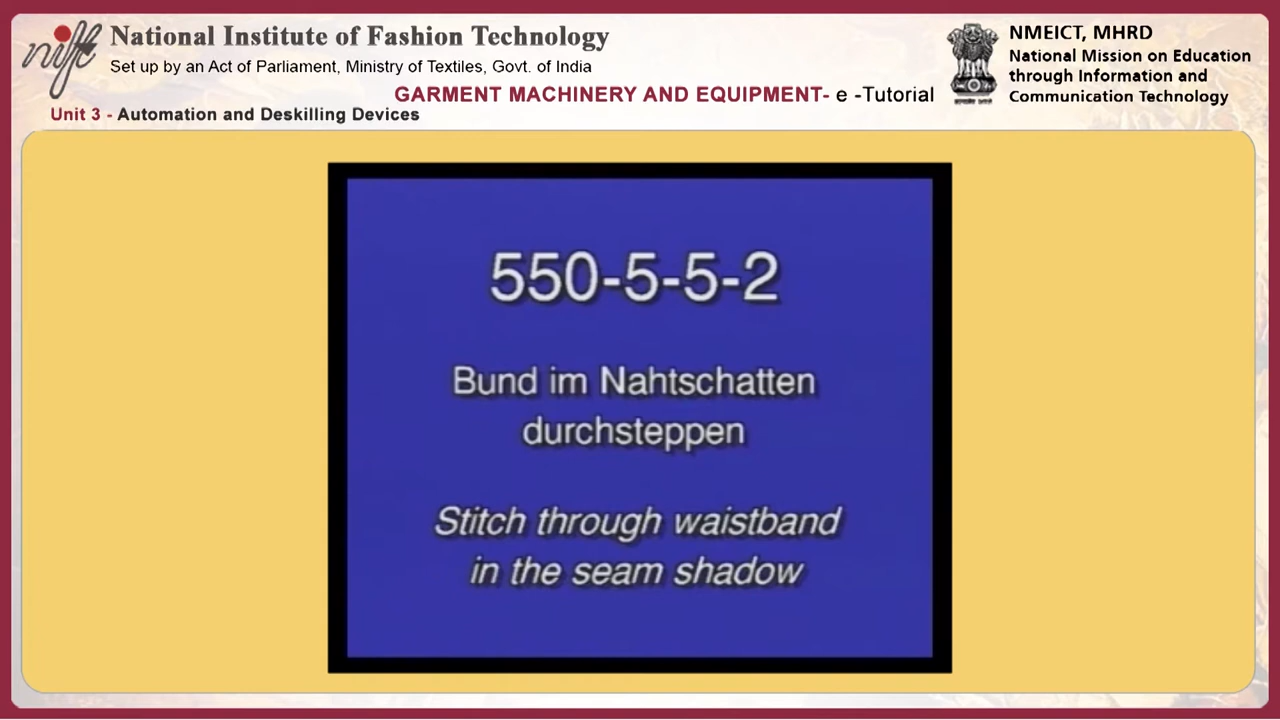 nift
National Institute of Fashion Technology
Set up by an Act of Parliament, Ministry of Textiles, Govt. of India
GARMENT MACHINERY AND EQUIPMENT- e -Tutorial
Unit 3 - Automation and Deskilling Devices
NMEICT, MHRD
National Mission on Education
through Information and
Communication Technology
550-5-5-2
Bund im Nahtschatten
durchsteppen
Stitch through waistband
in the seam shadow